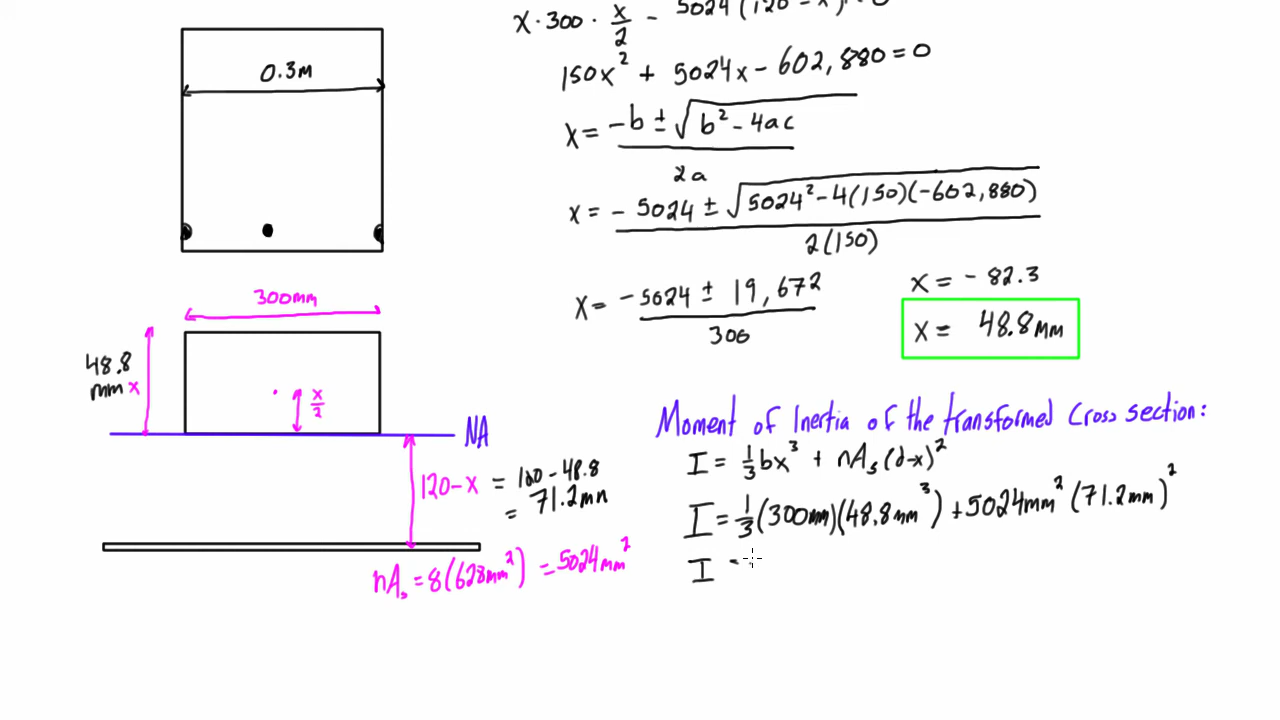 0.3M
300mm
48.8
mm x
x/2
NA
120-x = 120-48.8
= 71.2mm
nAs = 8(628mm²) = 5024mm²
x·300·x/2 - 5024(120-x)
150x² + 5024x - 602,880 = 0
x = -b ± √b² - 4ac
2a
x = -5024 ± √5024² - 4(150)(-602,880)
2(150)
x = -5024 ± 19,672
300
x = -82.3
x = 48.8mm
Moment of Inertia of the transformed Cross section:
I = 1/3 bx³ + nAs(d-x)²
I = 1/3 (300mm)(48.8mm³) + 5024mm² (71.2mm)²
I =